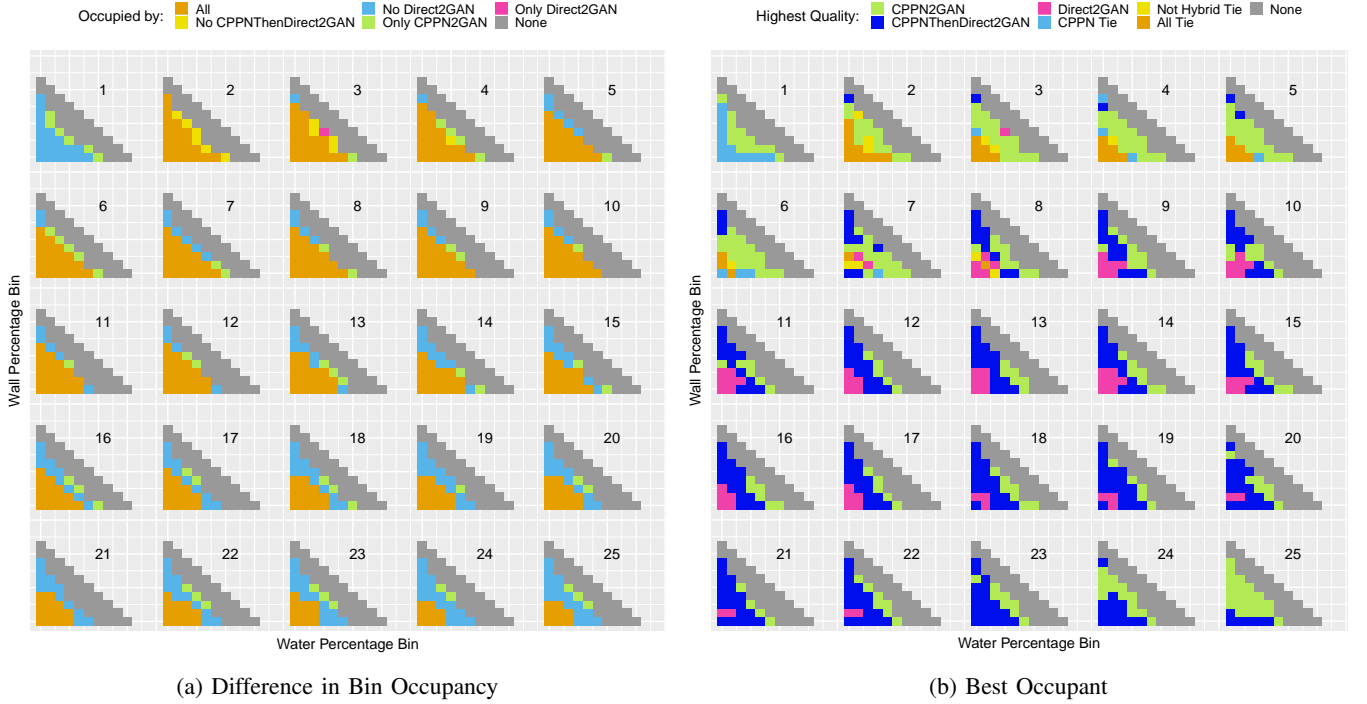 Occupied by:
All
No Direct2GAN
Only Direct2GAN
No CPPNThenDirect2GAN
Only CPPN2GAN
None
1 2 3 4 5
6 7 8 9 10
11 12 13 14 15
16 17 18 19 20
21 22 23 24 25
Wall Percentage Bin
Water Percentage Bin
(a) Difference in Bin Occupancy
Highest Quality:
CPPN2GAN
Direct2GAN
Not Hybrid Tie
None
CPPNThenDirect2GAN
CPPN Tie
All Tie
1 2 3 4 5
6 7 8 9 10
11 12 13 14 15
16 17 18 19 20
21 22 23 24 25
Wall Percentage Bin
Water Percentage Bin
(b) Best Occupant